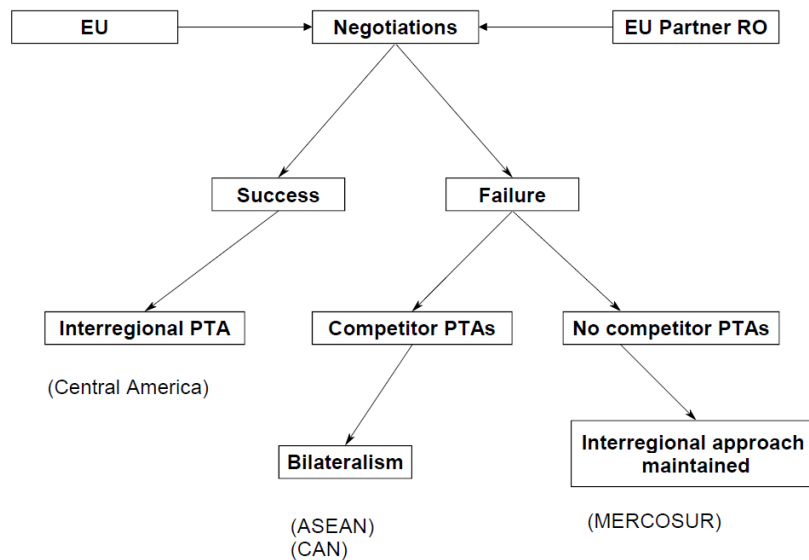 EU
Negotiations
EU Partner RO
Success
Failure
Interregional PTA
Competitor PTAs
No competitor PTAs
(Central America)
Bilateralism
Interregional approach
maintained
(ASEAN)
(CAN)
(MERCOSUR)